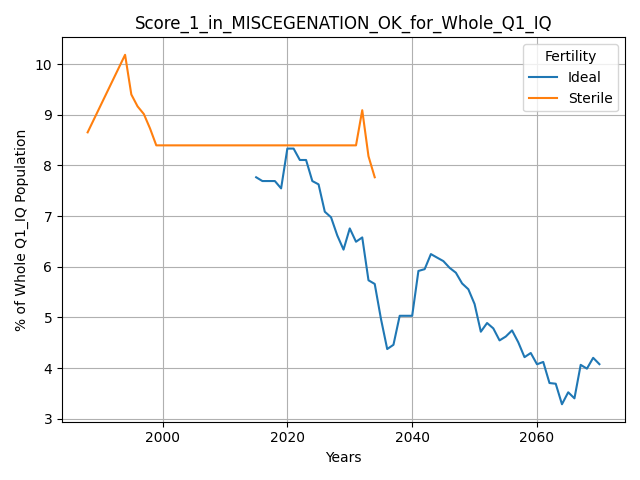 Score_1_in_MISCEGENATION_OK_for_Whole_Q1_IQ
Fertility
Ideal
Sterile
% of Whole Q1_IQ Population
10
9
8
7
6
5
4
3
2000 2020 2040 2060
Years